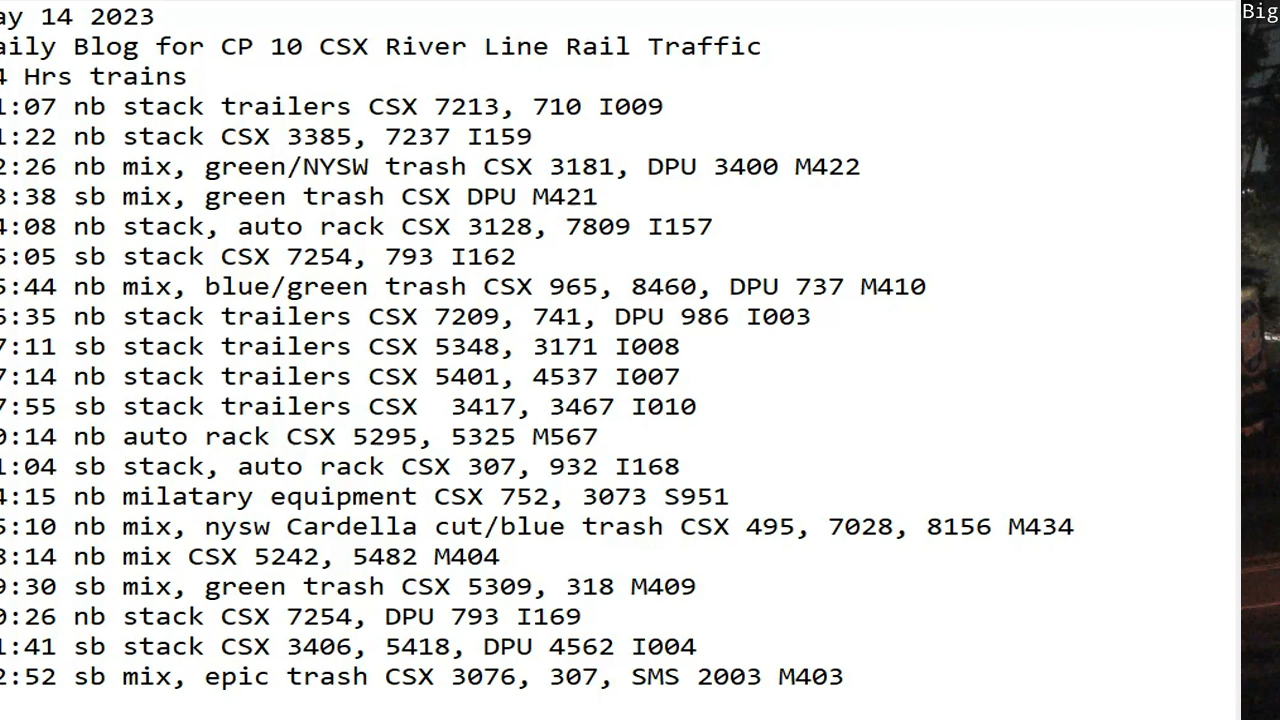 ay 14 2023
aily Blog for CP 10 CSX River Line Rail Traffic
4 Hrs trains
1:07 nb stack trailers CSX 7213, 710 I009
1:22 nb stack CSX 3385, 7237 I159
2:26 nb mix, green/NYSW trash CSX 3181, DPU 3400 M422
3:38 sb mix, green trash CSX DPU M421
4:08 nb stack, auto rack CSX 3128, 7809 I157
5:05 sb stack CSX 7254, 793 I162
5:44 nb mix, blue/green trash CSX 965, 8460, DPU 737 M410
6:35 nb stack trailers CSX 7209, 741, DPU 986 I003
7:11 sb stack trailers CSX 5348, 3171 I008
7:14 nb stack trailers CSX 5401, 4537 I007
7:55 sb stack trailers CSX  3417, 3467 I010
0:14 nb auto rack CSX 5295, 5325 M567
1:04 sb stack, auto rack CSX 307, 932 I168
4:15 nb milatary equipment CSX 752, 3073 S951
5:10 nb mix, nysw Cardella cut/blue trash CSX 495, 7028, 8156 M434
8:14 nb mix CSX 5242, 5482 M404
9:30 sb mix, green trash CSX 5309, 318 M409
0:26 nb stack CSX 7254, DPU 793 I169
1:41 sb stack CSX 3406, 5418, DPU 4562 I004
2:52 sb mix, epic trash CSX 3076, 307, SMS 2003 M403
Big